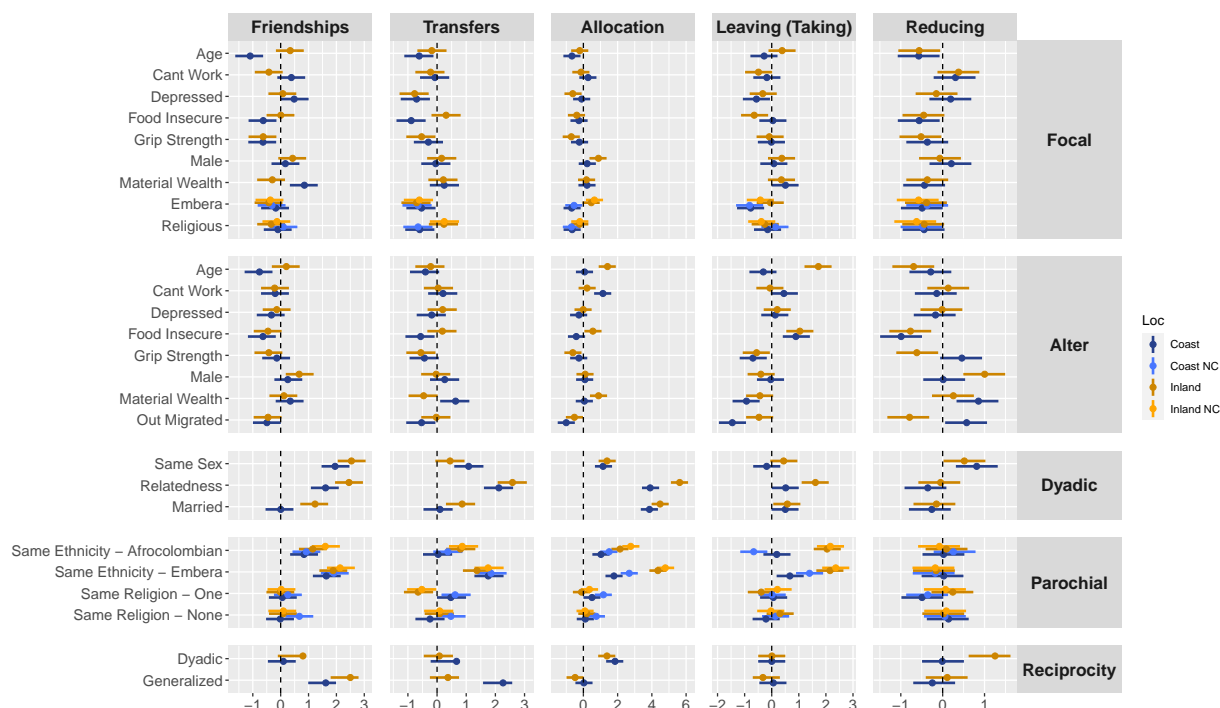 Friendships Transfers Allocation Leaving (Taking) Reducing
Age
Cant Work
Depressed
Food Insecure
Grip Strength
Male
Material Wealth
Embera
Religious
Focal
Age
Cant Work
Depressed
Food Insecure
Grip Strength
Male
Material Wealth
Out Migrated
Alter
Loc
Coast
Coast NC
Inland
Inland NC
Same Sex
Relatedness
Married
Dyadic
Same Ethnicity − Afrocolombian
Same Ethnicity − Embera
Same Religion − One
Same Religion − None
Parochial
Dyadic
Generalized
Reciprocity
−1 0 1 2 3 −1 0 1 2 3 0 2 4 6 −2 −1 0 1 2 3 −1 0 1